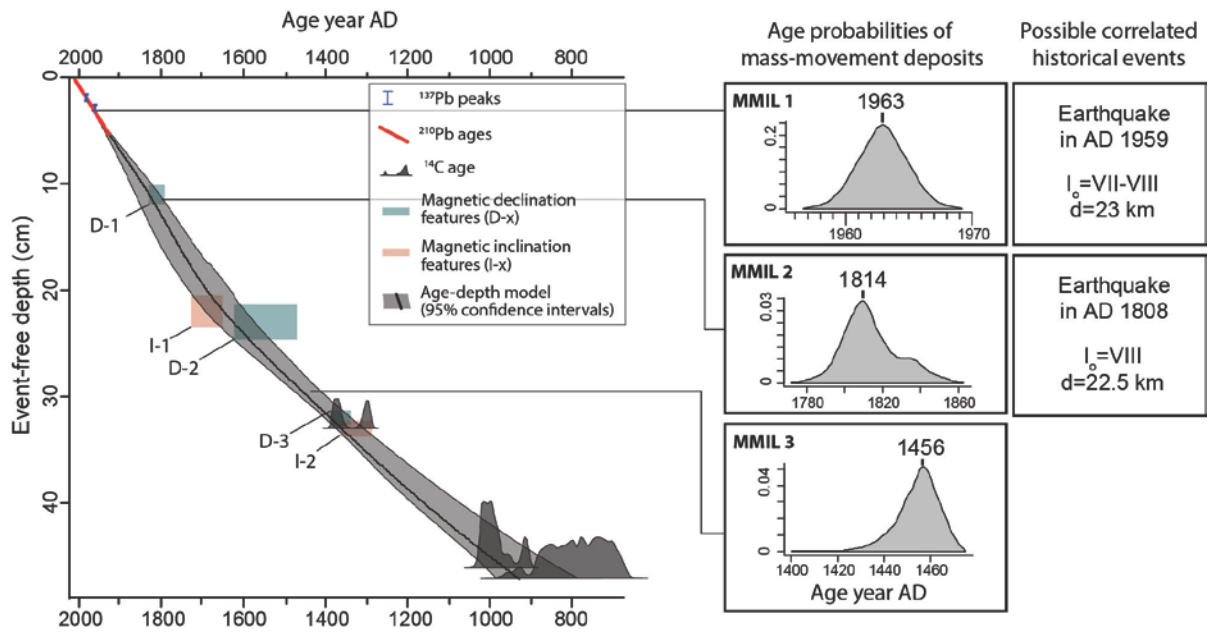 Age year AD
2000 1800 1600 1400 1200 1000 800
Event-free depth (cm)
0
10
20
30
40
D-1
I-1
D-2
D-3
I-2
2000 1800 1600 1400 1200 1000 800
¹³⁷Pb peaks
²¹⁰Pb ages
¹⁴C age
Magnetic declination
features (D-x)
Magnetic inclination
features (I-x)
Age-depth model
(95% confidence intervals)
Age probabilities of
mass-movement deposits
MMIL 1
1963
0.2
0
1960 1970
MMIL 2
1814
0.03
0
1780 1820 1860
MMIL 3
1456
0.04
0
1400 1420 1440 1460
Age year AD
Possible correlated
historical events
Earthquake
in AD 1959
Iₒ=VII-VIII
d=23 km
Earthquake
in AD 1808
Iₒ=VIII
d=22.5 km